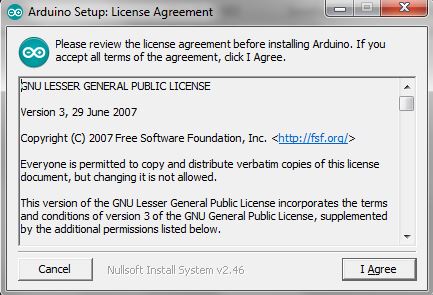 Arduino Setup: License Agreement
Please review the license agreement before installing Arduino. If you
accept all terms of the agreement, click I Agree.
GNU LESSER GENERAL PUBLIC LICENSE
Version 3, 29 June 2007
Copyright (C) 2007 Free Software Foundation, Inc. <http://fsf.org/>
Everyone is permitted to copy and distribute verbatim copies of this license
document, but changing it is not allowed.
This version of the GNU Lesser General Public License incorporates the terms
and conditions of version 3 of the GNU General Public License, supplemented
by the additional permissions listed below.
Cancel Nullsoft Install System v2.46 I Agree